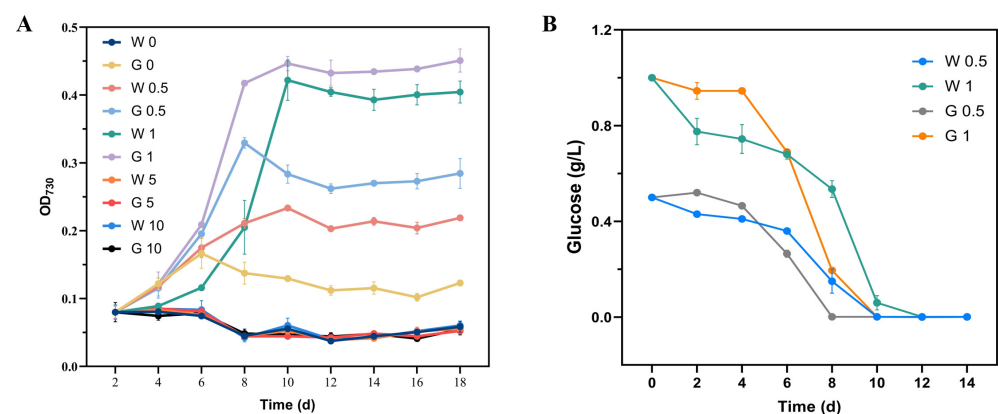 A
OD730
0.5
0.4
0.3
0.2
0.1
0.0
W 0
G 0
W 0.5
G 0.5
W 1
G 1
W 5
G 5
W 10
G 10
2 4 6 8 10 12 14 16 18
Time (d)
B
Glucose (g/L)
1.2
0.8
0.4
0.0
W 0.5
W 1
G 0.5
G 1
0 2 4 6 8 10 12 14
Time (d)